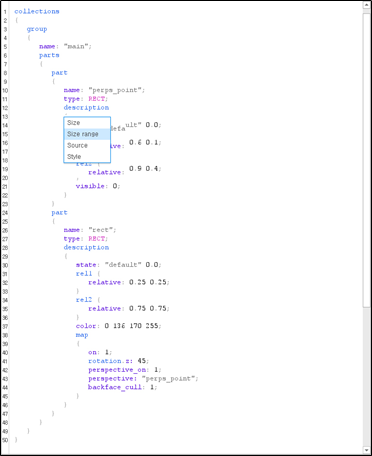 1 collections
2 {
3 group
4 {
5 name: "main";
6 parts
7 {
8 part
9 {
10 name: "perps_point";
11 type: RECT;
12 description
13
Size
14 default" 0.0;
Size range
15
16 ive: 0.6 0.1;
Source
17
Style
18 rel2 {
19 relative: 0.9 0.4;
20
21 visible: 0;
22 }
23 }
24 part
25 {
26 name: "rect";
27 type: RECT;
28 description
29 {
30 state: "default" 0.0;
31 rel1 {
32 relative: 0.25 0.25;
33 }
34 rel2 {
35 relative: 0.75 0.75;
36 }
37 color: 0 136 170 255;
38 map
39 {
40 on: 1;
41 rotation.z: 45;
42 perspective_on: 1;
43 perspective: "perps_point";
44 backface_cull: 1;
45 }
46 }
47 }
48 }
49 }
50 }